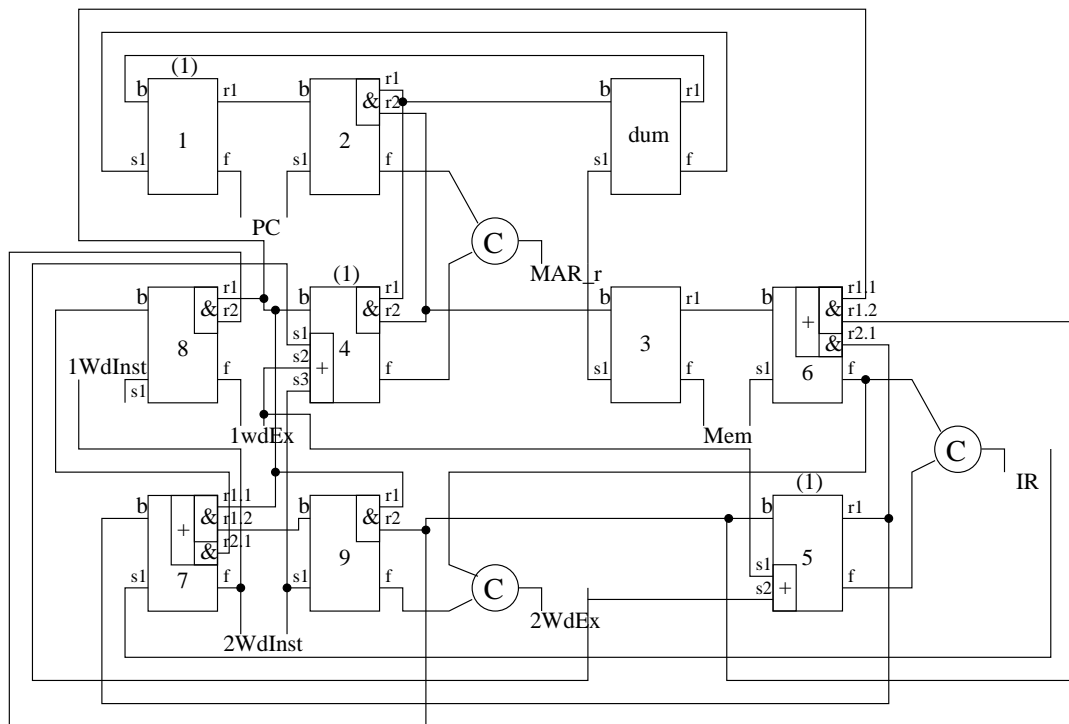 (1)
b r1 b & r1 r2 b r1
1 2 dum
s1 f s1 f s1 f
PC
C
MAR_r
(1)
b & r1 r2 b & r1 r2 b r1 b + & r1.1 r1.2 & r2.1
8 s1 s2 s3 + 4 3 6
1WdInst s1 f f s1 f s1 f
1wdEx Mem
C
IR
(1)
b + & r1.1 r1.2 & r2.1 b & r1 r2 b r1
7 9 5
s1 f s1 f s1 s2 + f
C
2WdInst 2WdEx